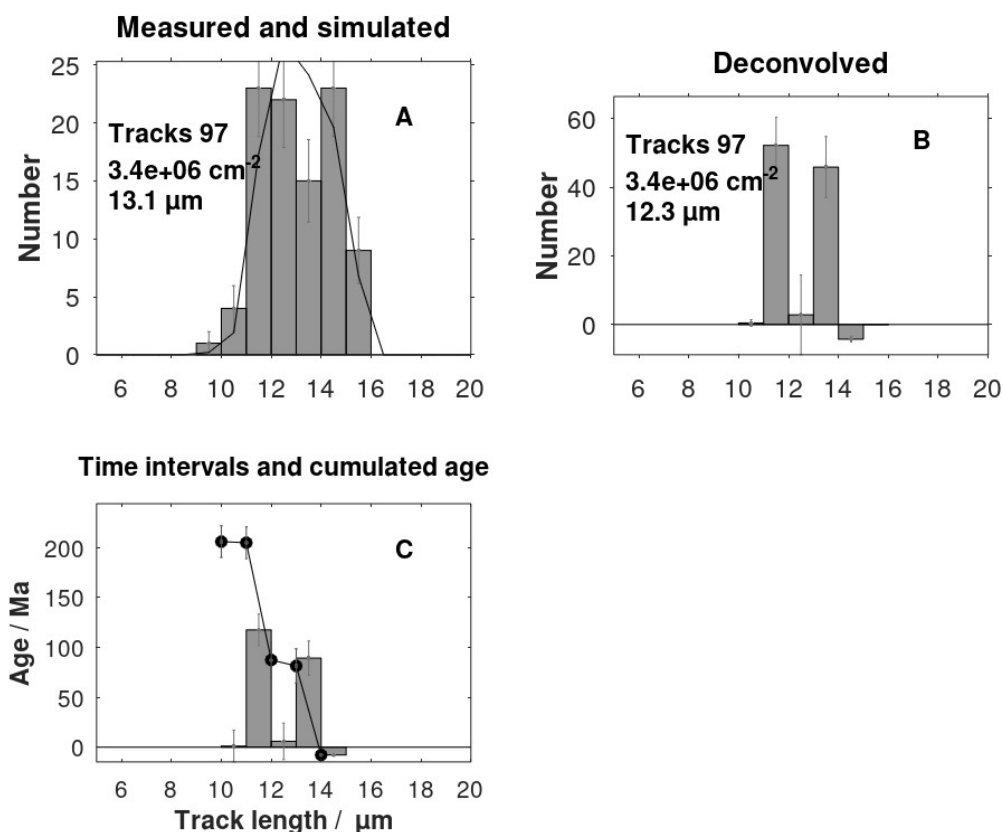 Measured and simulated
25
20
15
10
5
0
Number
Tracks 97
3.4e+06 cm-2
13.1 μm
A
6 8 10 12 14 16 18 20
Deconvolved
60
40
20
0
Number
Tracks 97
3.4e+06 cm-2
12.3 μm
B
6 8 10 12 14 16 18 20
Time intervals and cumulated age
200
150
100
50
0
Age / Ma
C
6 8 10 12 14 16 18 20
Track length / μm